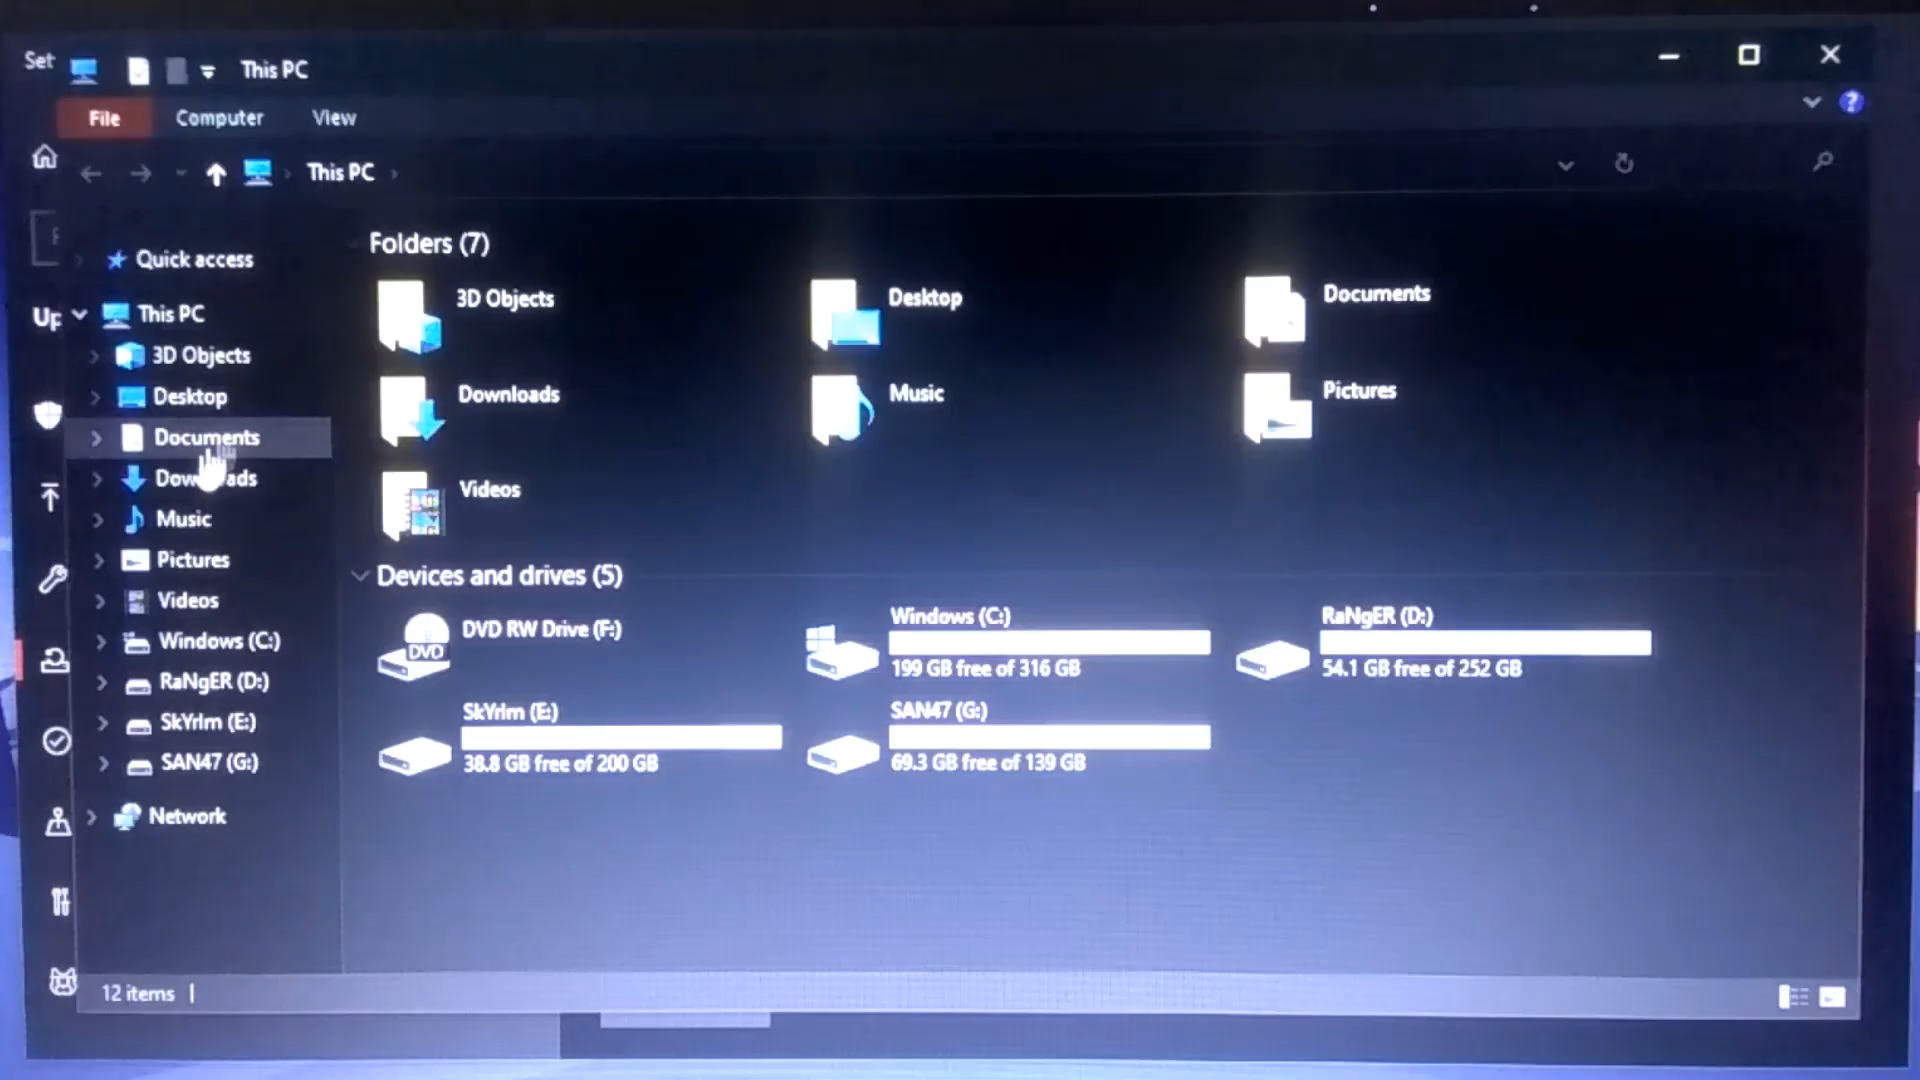 Set
This PC
File Computer View
This PC
Quick access
Up
This PC
3D Objects
Desktop
Documents
Downloads
Music
Pictures
Videos
Windows (C:)
RaNgER (D:)
SkYrIm (E:)
SAN47 (G:)
Network
Folders (7)
3D Objects
Desktop
Documents
Downloads
Music
Pictures
Videos
Devices and drives (5)
DVD
DVD RW Drive (F:)
Windows (C:)
199 GB free of 316 GB
RaNgER (D:)
54.1 GB free of 252 GB
SkYrIm (E:)
38.8 GB free of 200 GB
SAN47 (G:)
69.3 GB free of 139 GB
12 items